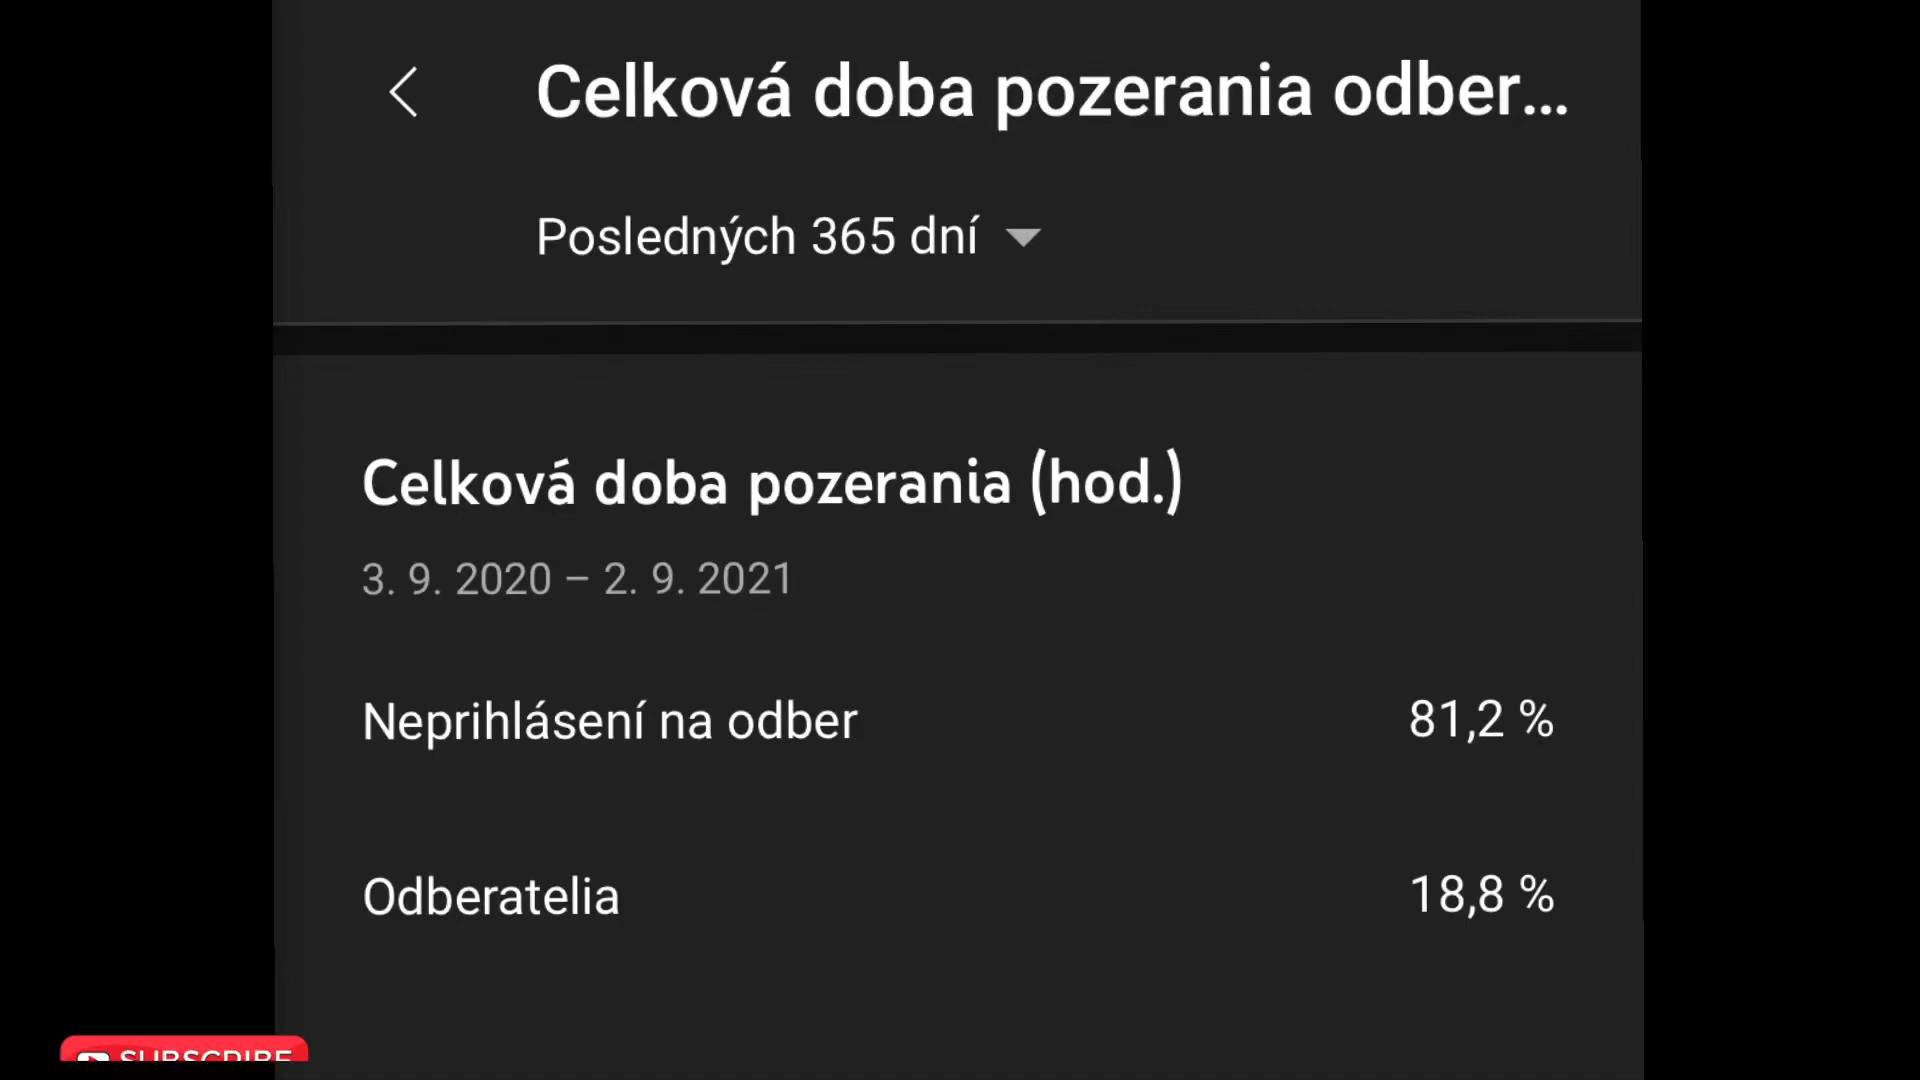 Celková doba pozerania odber...
Posledných 365 dní
Celková doba pozerania (hod.)
3. 9. 2020 – 2. 9. 2021
Neprihlásení na odber 81,2 %
Odberatelia 18,8 %
SUBSCRIBE